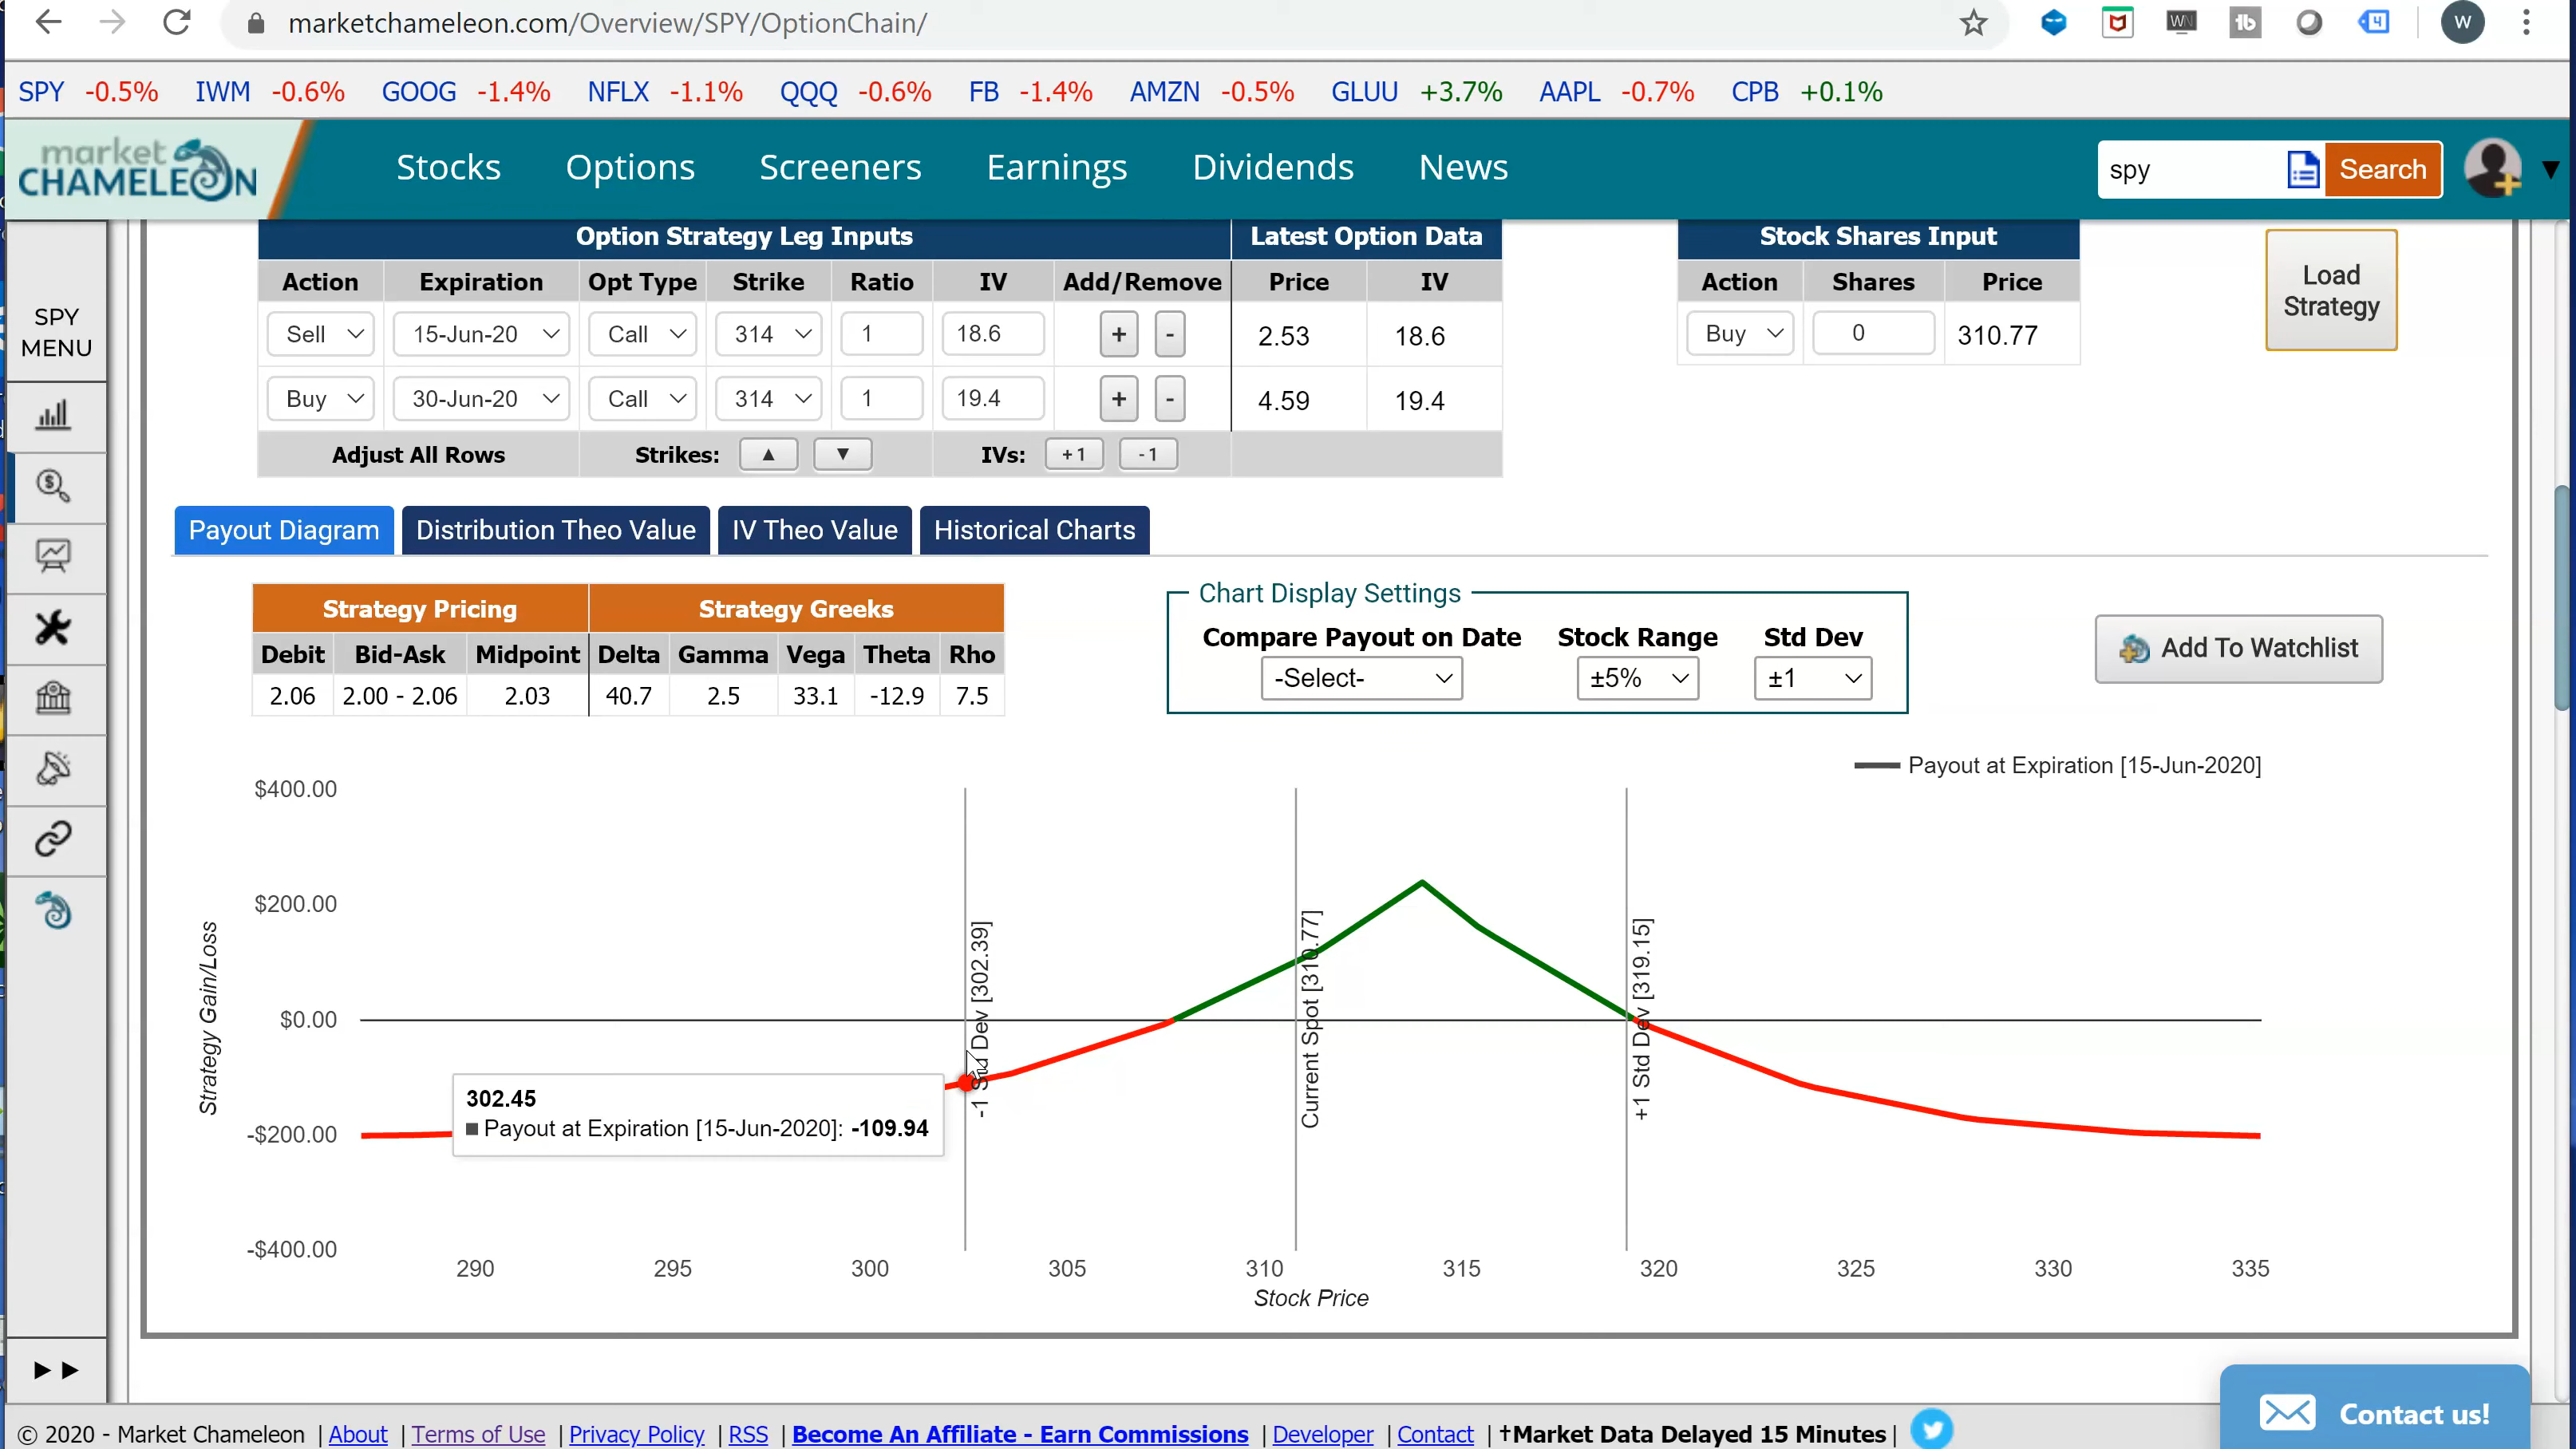 marketchameleon.com/Overview/SPY/OptionChain/
W
SPY -0.5% IWM -0.6% GOOG -1.4% NFLX -1.1% QQQ -0.6% FB -1.4% AMZN -0.5% GLUU +3.7% AAPL -0.7% CPB +0.1%
market CHAMELEON
Stocks Options Screeners Earnings Dividends News
spy Search
SPY MENU
Option Strategy Leg Inputs Latest Option Data
Action Expiration Opt Type Strike Ratio IV Add/Remove Price IV
Sell 15-Jun-20 Call 314 1 18.6 + - 2.53 18.6
Buy 30-Jun-20 Call 314 1 19.4 + - 4.59 19.4
Adjust All Rows Strikes: ▲ ▼ IVs: +1 -1
Stock Shares Input
Action Shares Price
Buy 0 310.77
Load
Strategy
Payout Diagram Distribution Theo Value IV Theo Value Historical Charts
Strategy Pricing Strategy Greeks
Debit Bid-Ask Midpoint Delta Gamma Vega Theta Rho
2.06 2.00 - 2.06 2.03 40.7 2.5 33.1 -12.9 7.5
Chart Display Settings
Compare Payout on Date Stock Range Std Dev
-Select- ±5% ±1
Add To Watchlist
Payout at Expiration [15-Jun-2020]
Strategy Gain/Loss
$400.00
$200.00
$0.00
-$200.00
-$400.00
-1 Std Dev [302.39]
Current Spot [310.77]
+1 Std Dev [319.15]
302.45
Payout at Expiration [15-Jun-2020]: -109.94
290 295 300 305 310 315 320 325 330 335
Stock Price
Contact us!
© 2020 - Market Chameleon | About | Terms of Use | Privacy Policy | RSS | Become An Affiliate - Earn Commissions | Developer | Contact | †Market Data Delayed 15 Minutes |